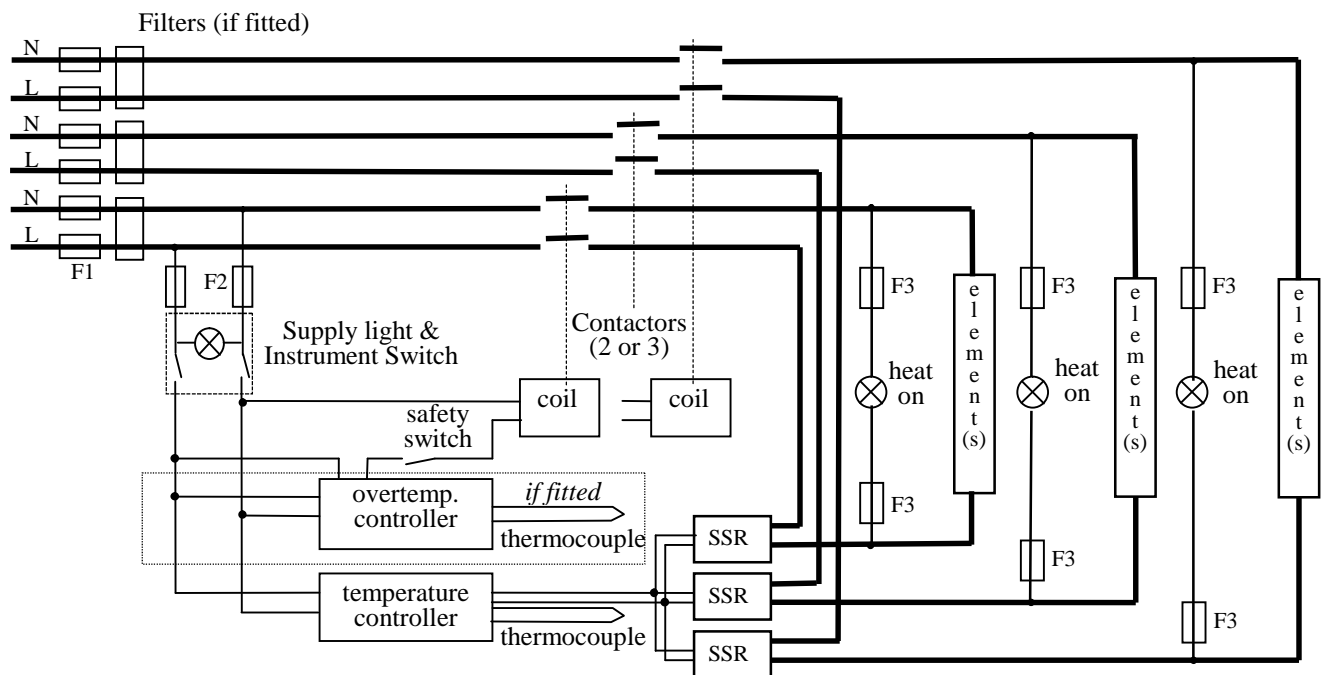 Filters (if fitted)
N
L
N
L
N
L
F1
F2
Supply light &
Instrument Switch
Contactors
(2 or 3)
coil
coil
safety
switch
overtemp.
controller
if fitted
thermocouple
temperature
controller
thermocouple
SSR
SSR
SSR
F3
heat
on
F3
element(s)
F3
heat
on
F3
element(s)
F3
heat
on
F3
element(s)